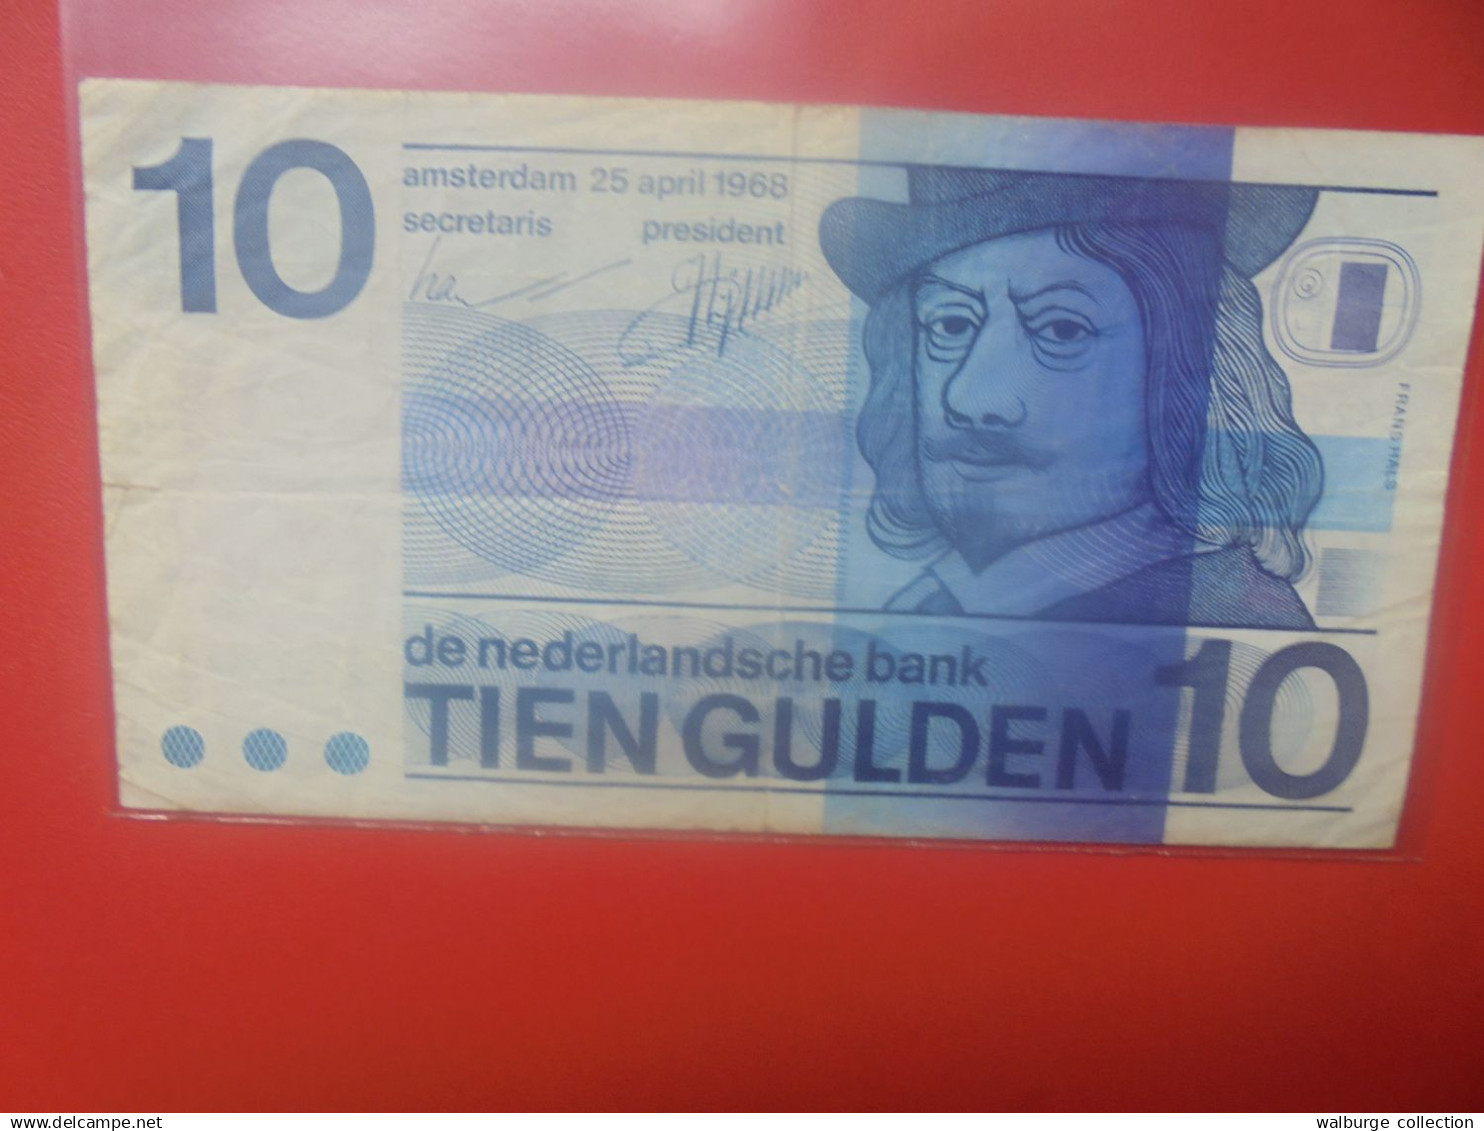 10
amsterdam 25 april 1968
secretaris president
FRANS HALS
de nederlandsche bank
TIEN GULDEN 10
delcampe.net
walburge collection